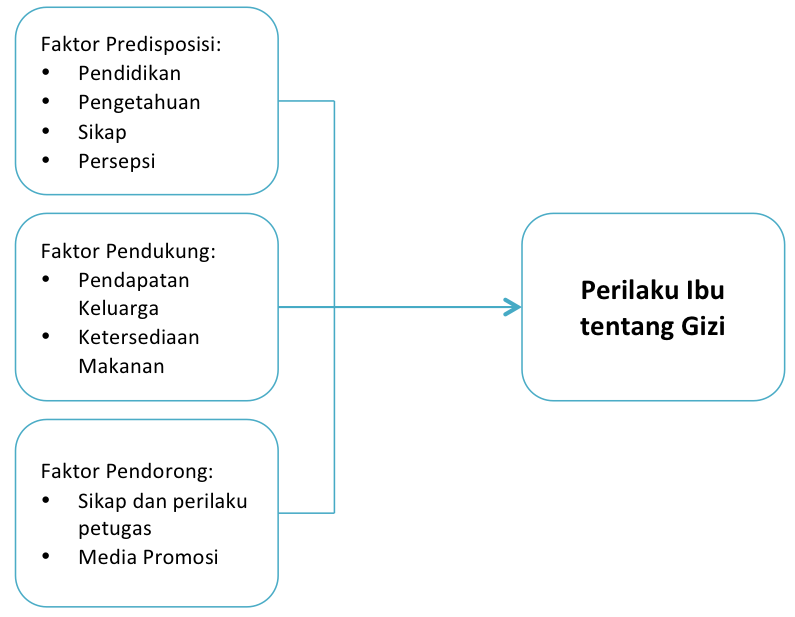 Faktor Predisposisi:
• Pendidikan
• Pengetahuan
• Sikap
• Persepsi
Faktor Pendukung:
• Pendapatan
Keluarga
• Ketersediaan
Makanan
Faktor Pendorong:
• Sikap dan perilaku
petugas
• Media Promosi
Perilaku Ibu
tentang Gizi